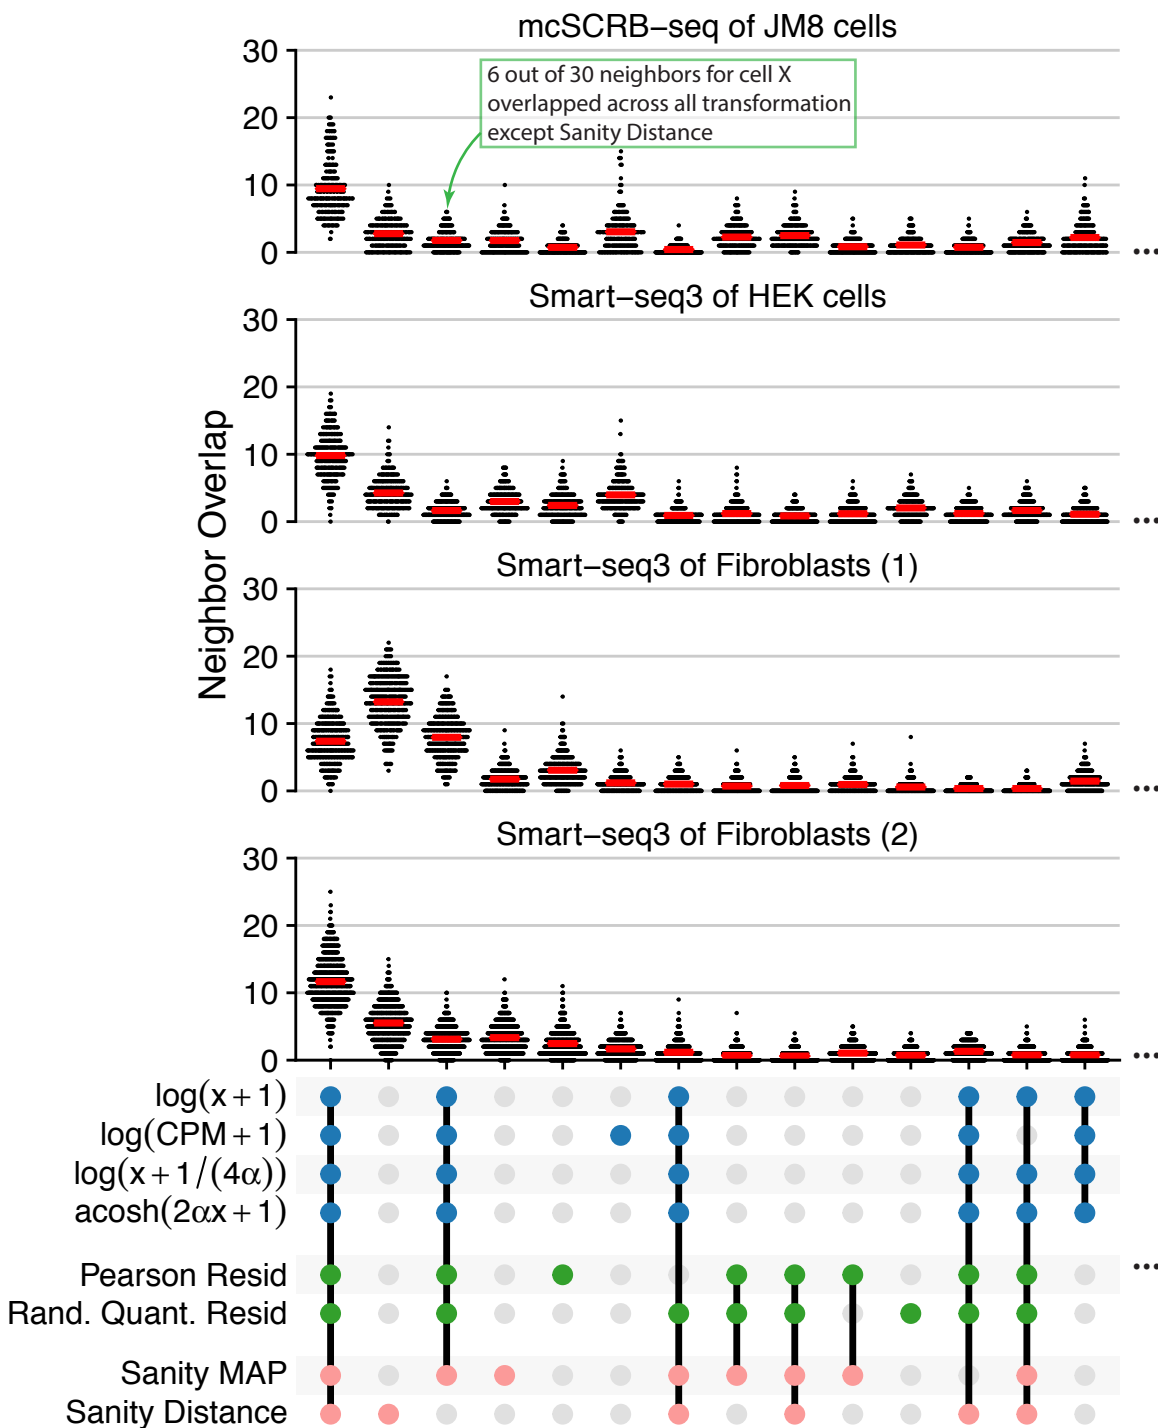 mcSCRB–seq of JM8 cells
30
20
10
0
6 out of 30 neighbors for cell X
overlapped across all transformation
except Sanity Distance
...
Smart–seq3 of HEK cells
30
20
10
0
...
Neighbor Overlap
Smart–seq3 of Fibroblasts (1)
30
20
10
0
...
Smart–seq3 of Fibroblasts (2)
30
20
10
0
...
log(x + 1)
log(CPM + 1)
log(x + 1/(4α))
acosh(2αx + 1)
Pearson Resid
...
Rand. Quant. Resid
Sanity MAP
Sanity Distance